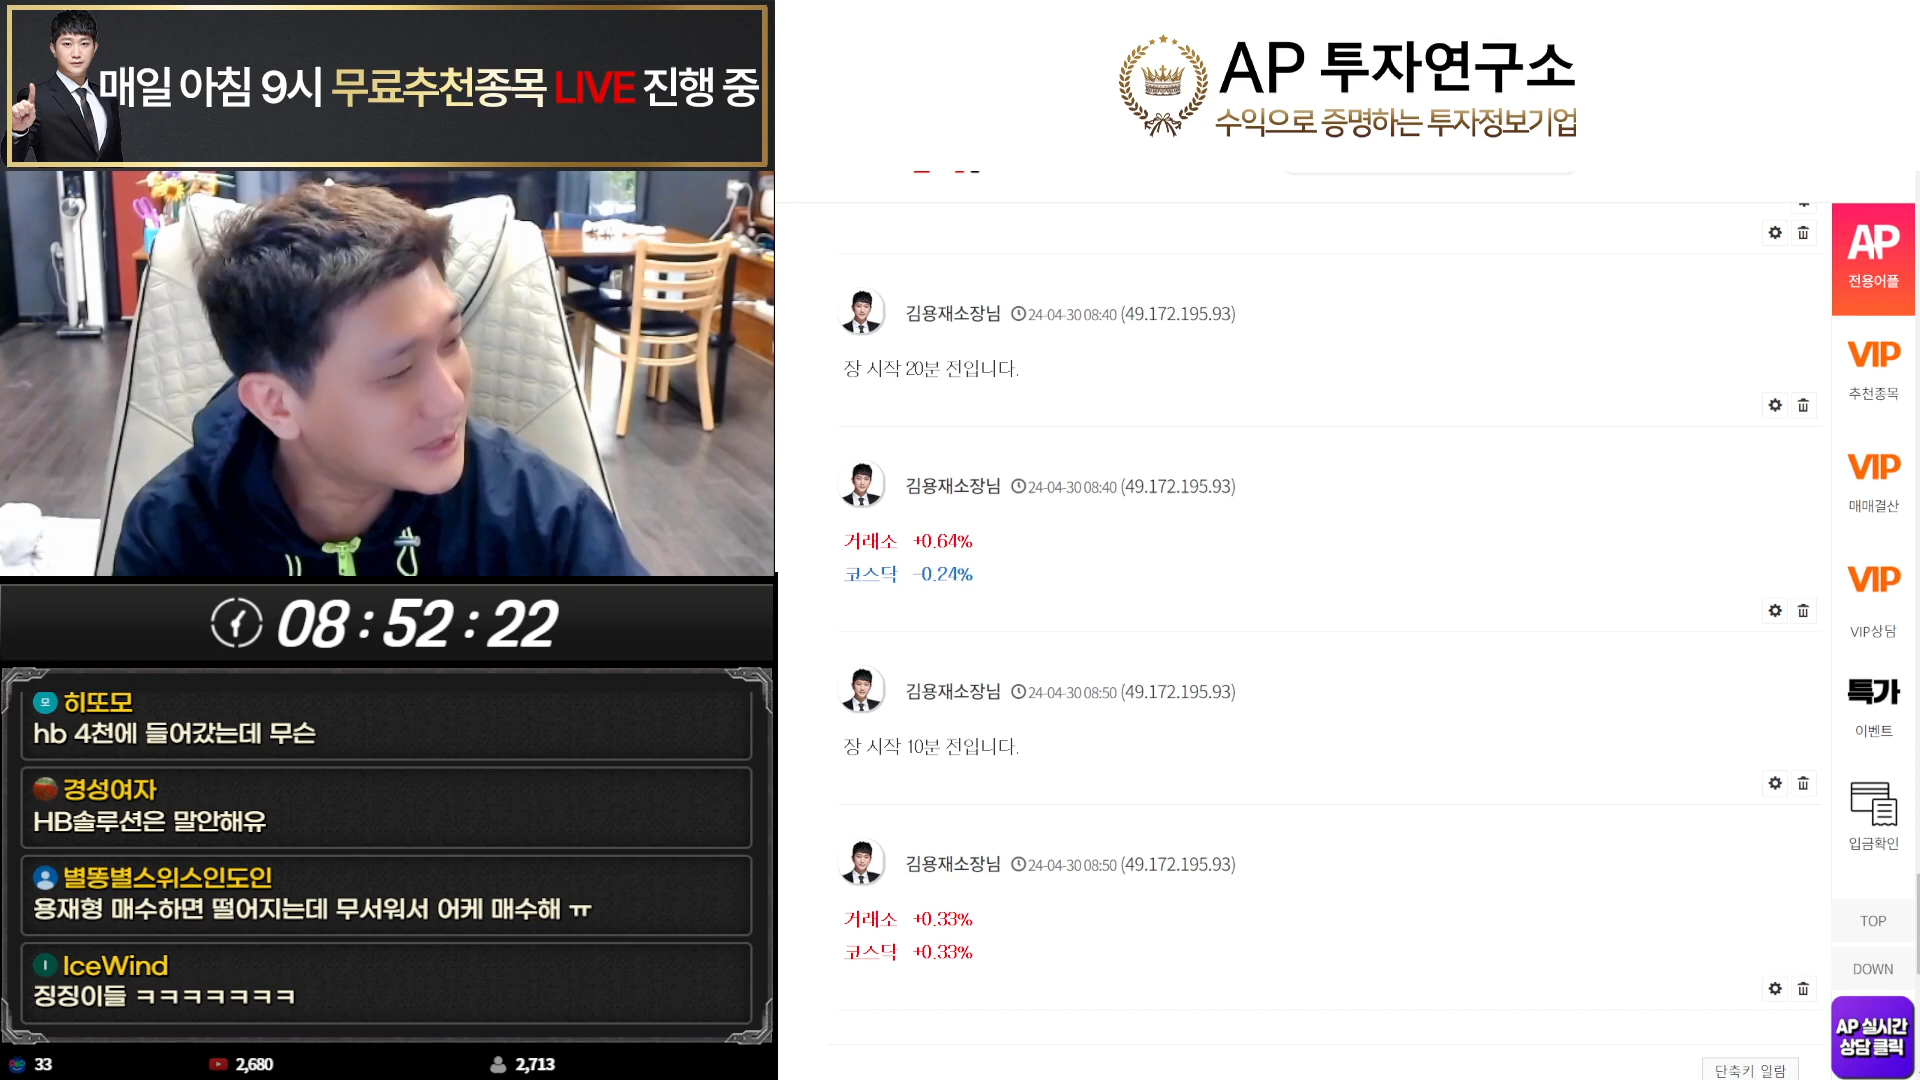 매일 아침 9시 무료추천종목 LIVE 진행 중
AP 투자연구소
수익으로 증명하는 투자정보기업
김용재소장님 24-04-30 08:40 (49.172.195.93)
장 시작 20분 전입니다.
김용재소장님 24-04-30 08:40 (49.172.195.93)
거래소 +0.64%
코스닥 -0.24%
김용재소장님 24-04-30 08:50 (49.172.195.93)
장 시작 10분 전입니다.
김용재소장님 24-04-30 08:50 (49.172.195.93)
거래소 +0.33%
코스닥 +0.33%
단축키 일람
AP
전용어플
VIP
추천종목
VIP
매매결산
VIP
VIP상담
특가
이벤트
입금확인
TOP
DOWN
AP 실시간
상담 클릭
08:52:22
모 히또모
hb 4천에 들어갔는데 무슨
경성여자
HB솔루션은 말안해유
별똥별스위스인도인
용재형 매수하면 떨어지는데 무서워서 어케 매수해 ㅠ
I IceWind
징징이들 ㅋㅋㅋㅋㅋㅋㅋ
33 2,680 2,713